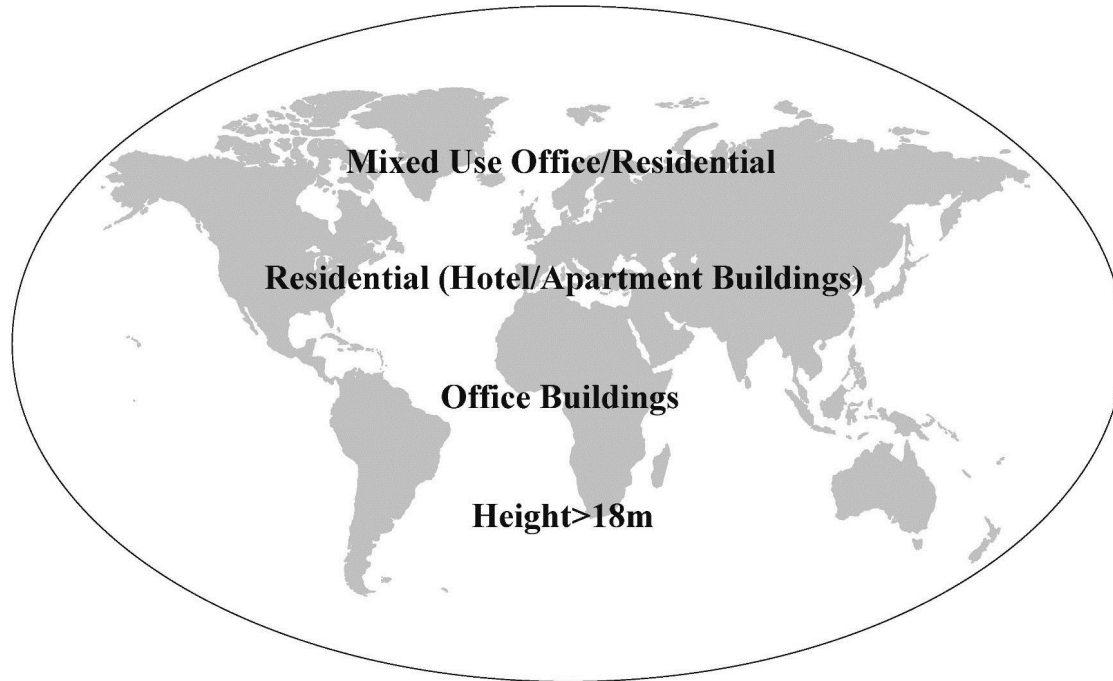 Mixed Use Office/Residential
Residential (Hotel/Apartment Buildings)
Office Buildings
Height>18m